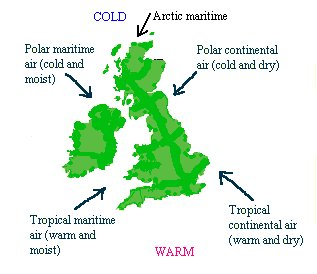 COLD
Arctic maritime
Polar maritime
air (cold and
moist)
Polar continental
air (cold and dry)
Tropical maritime
air (warm and
moist)
Tropical
continental air
(warm and dry)
WARM